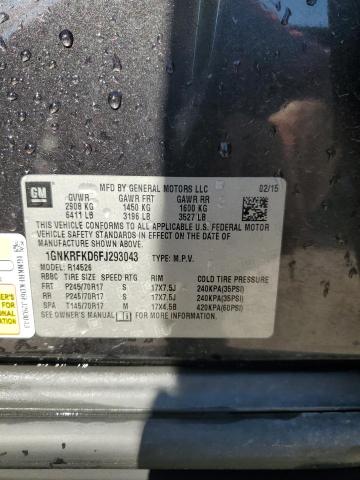 GM
MFD BY GENERAL MOTORS LLC 02/15
GVWR GAWR FRT GAWR RR
2908 KG 1450 KG 1600 KG
6411 LB 3196 LB 3527 LB
THIS VEHICLE CONFORMS TO ALL APPLICABLE U.S. FEDERAL MOTOR
VEHICLE SAFETY STANDARDS IN EFFECT ON THE DATE OF
MANUFACTURE SHOWN ABOVE.
1GNKRFKD6FJ293043 TYPE: M.P.V.
MODEL: R14526
RBBC TIRE SIZE SPEED RTG RIM COLD TIRE PRESSURE
FRT P245/70R17 S 17X7.5J 240KPA(35PSI)
RR P245/70R17 S 17X7.5J 240KPA(35PSI)
SPA T145/70R17 M 17X4.5B 420KPA(60PSI)
SEE OWNER'S MANUAL FOR ADDITIONAL INFORMATION.
1GNKRFKD6FJ293043